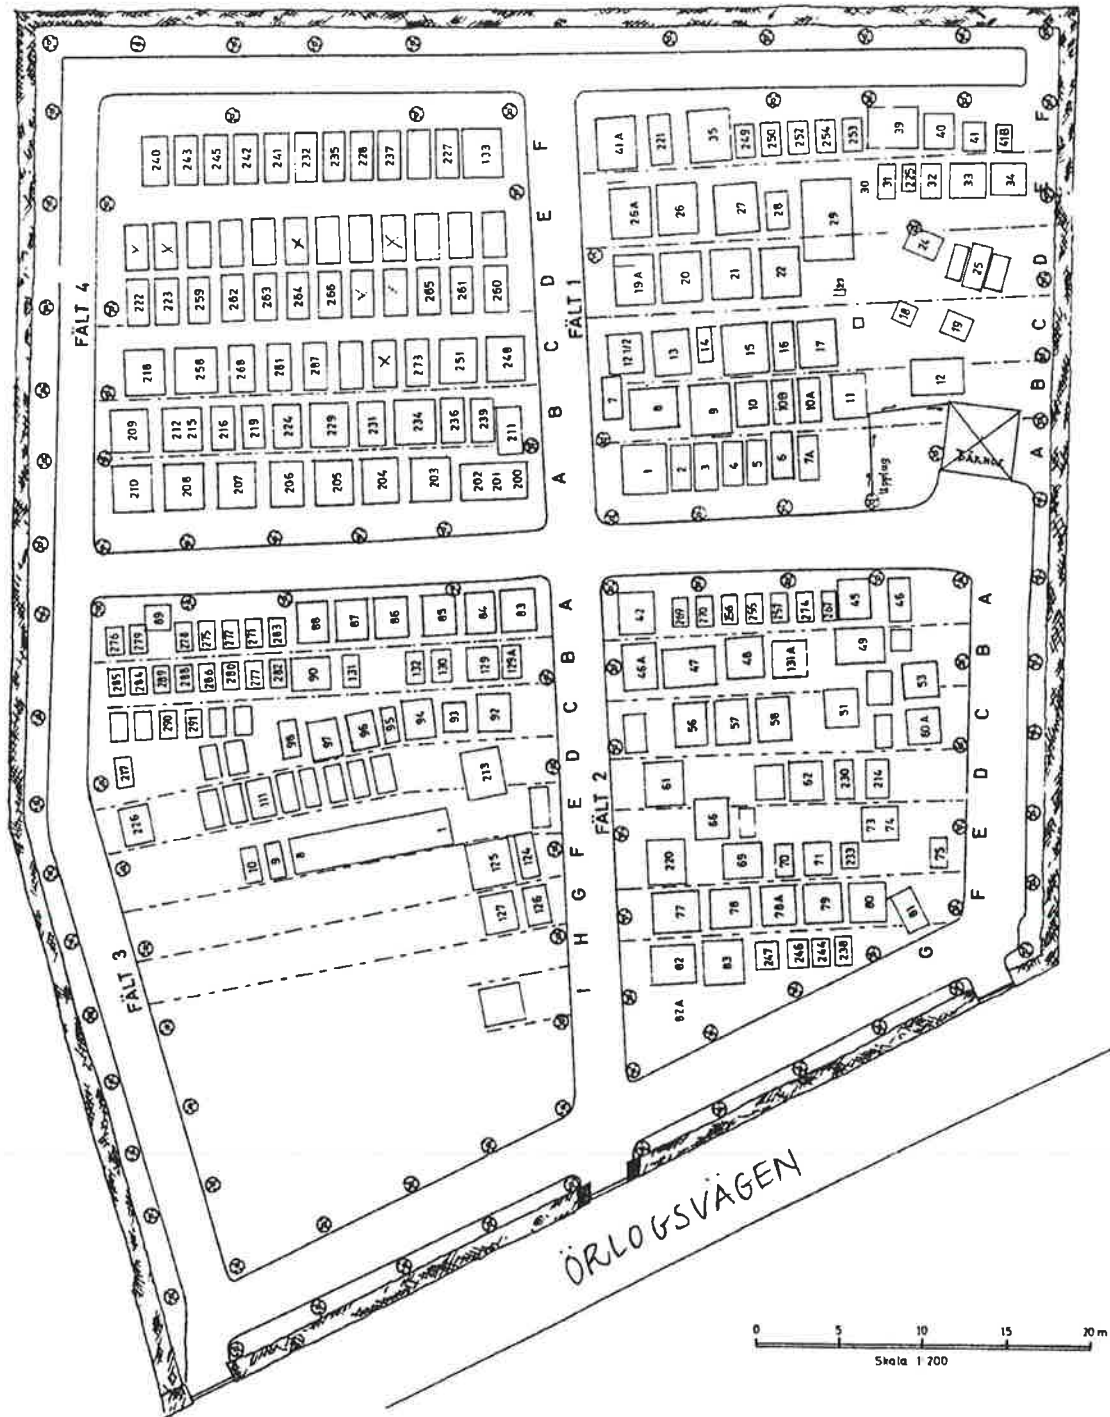 FÄLT 4
240 243 245 242 241 232 235 228 237 227 133 F
E
222 223 259 262 263 264 266 265 261 260 D
218 258 268 281 287 273 251 248 C
209 212 215 216 219 224 229 231 234 236 239 211 B
210 208 207 206 205 204 203 202 201 200 A
FÄLT 1
41A 221 35 249 250 252 254 253 39 40 41 41B F
26A 26 27 28 29 30 31 225 32 33 34 E
19A 20 21 22 23 24 25 D
12 1/2 13 14 15 16 17 18 19 C
7 8 9 10 10B 10A 11 12 B
1 2 3 4 5 6 7A A
Upplag
FÄLT 3
276 279 89 278 275 272 271 283 88 87 86 85 84 83 A
285 284 289 288 286 280 277 282 90 131 132 130 129 129A B
290 291 98 97 96 95 94 93 92 C
217 213 D
226 111 E
10 9 8 125 124 F
127 126 G
H
I
FÄLT 2
42 269 270 256 255 257 274 267 45 46 A
46A 47 48 131A 49 B
56 57 58 51 53 60A C
61 62 230 214 D
66 73 74 E
220 69 70 71 233 75
77 78 78A 79 80 81 F
82 83 247 246 244 238 G
82A
ÖRLOGSVÄGEN
0 5 10 15 20 m
Skala 1 200